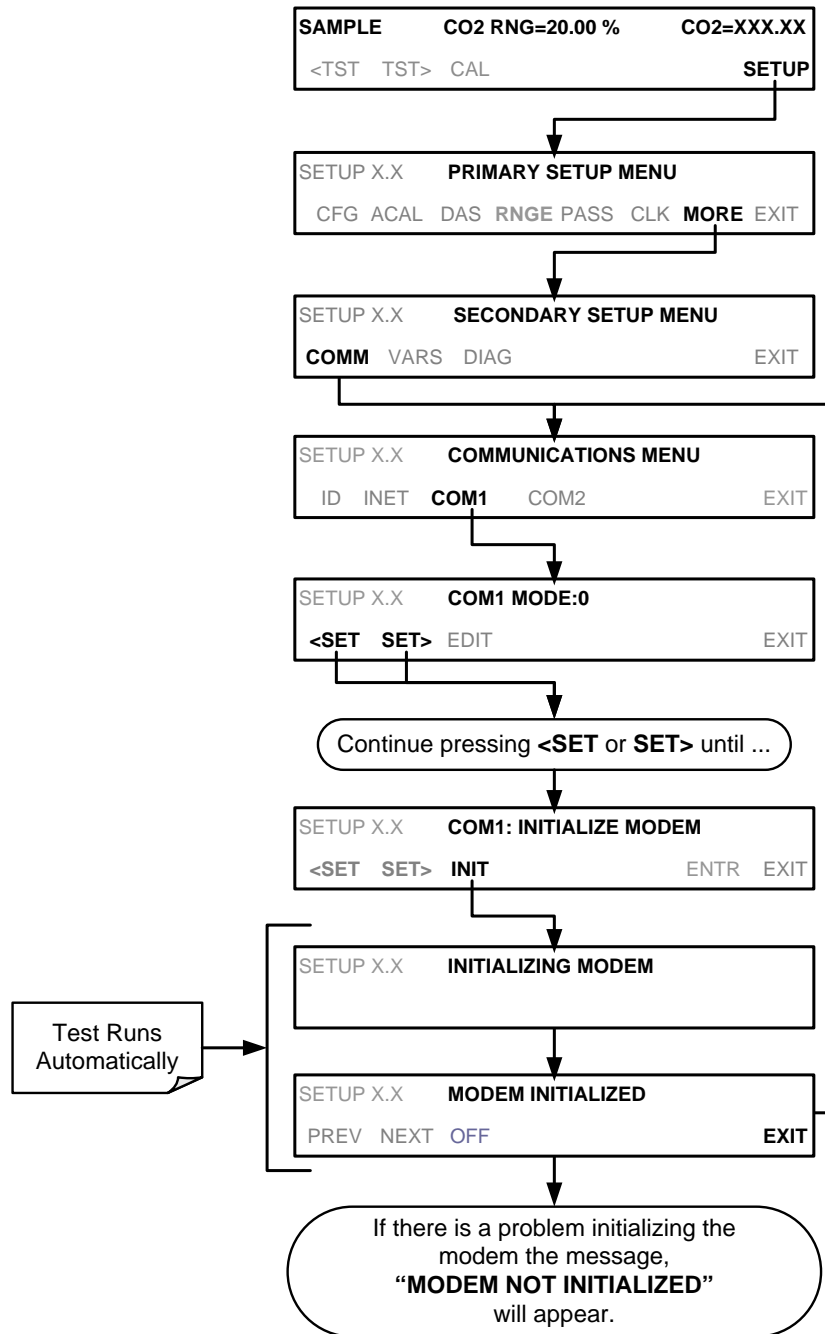 SAMPLE CO2 RNG=20.00 % CO2=XXX.XX
<TST TST> CAL SETUP
SETUP X.X PRIMARY SETUP MENU
CFG ACAL DAS RNGE PASS CLK MORE EXIT
SETUP X.X SECONDARY SETUP MENU
COMM VARS DIAG EXIT
SETUP X.X COMMUNICATIONS MENU
ID INET COM1 COM2 EXIT
SETUP X.X COM1 MODE:0
<SET SET> EDIT EXIT
Continue pressing <SET or SET> until ...
SETUP X.X COM1: INITIALIZE MODEM
<SET SET> INIT ENTR EXIT
SETUP X.X INITIALIZING MODEM
Test Runs
Automatically
SETUP X.X MODEM INITIALIZED
PREV NEXT OFF EXIT
If there is a problem initializing the
modem the message,
“MODEM NOT INITIALIZED”
will appear.